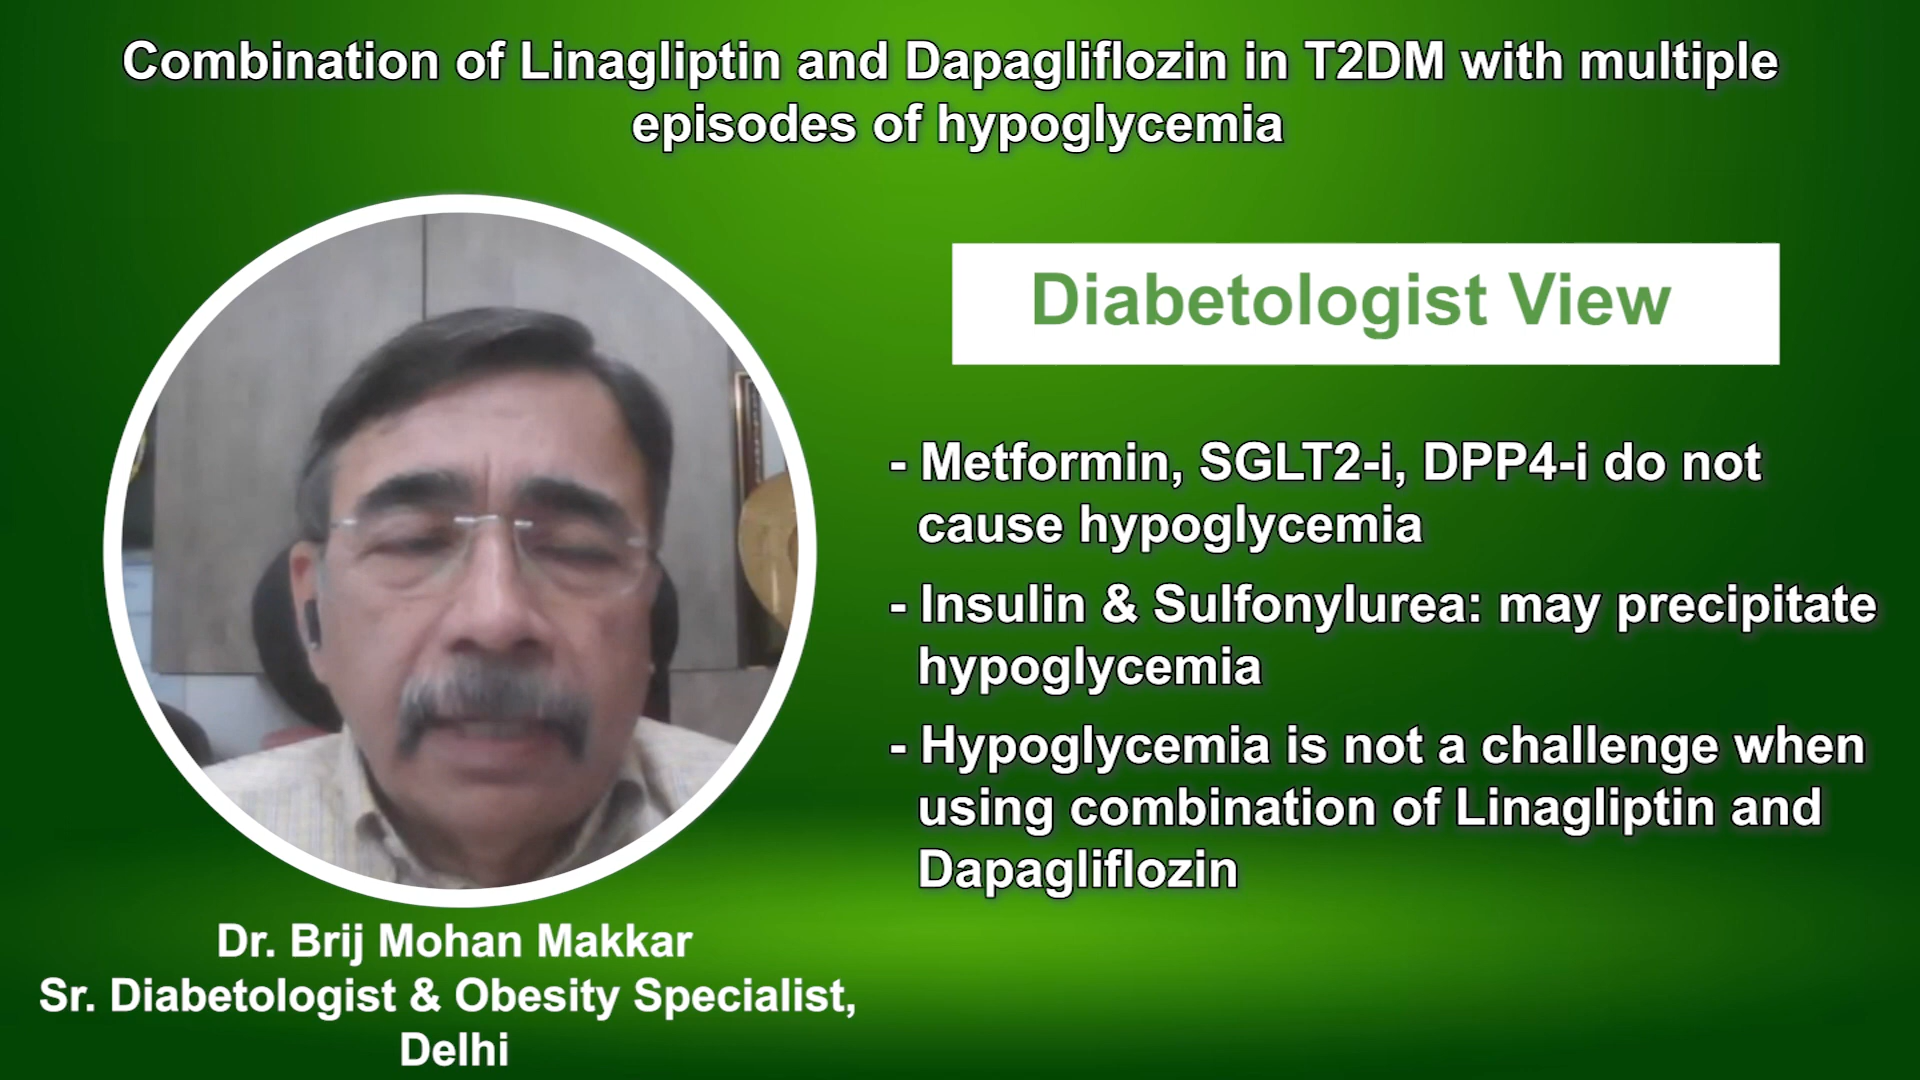 Combination of Linagliptin and Dapagliflozin in T2DM with multiple
episodes of hypoglycemia
Diabetologist View
- Metformin, SGLT2-i, DPP4-i do not
cause hypoglycemia
- Insulin & Sulfonylurea: may precipitate
hypoglycemia
- Hypoglycemia is not a challenge when
using combination of Linagliptin and
Dapagliflozin
Dr. Brij Mohan Makkar
Sr. Diabetologist & Obesity Specialist,
Delhi